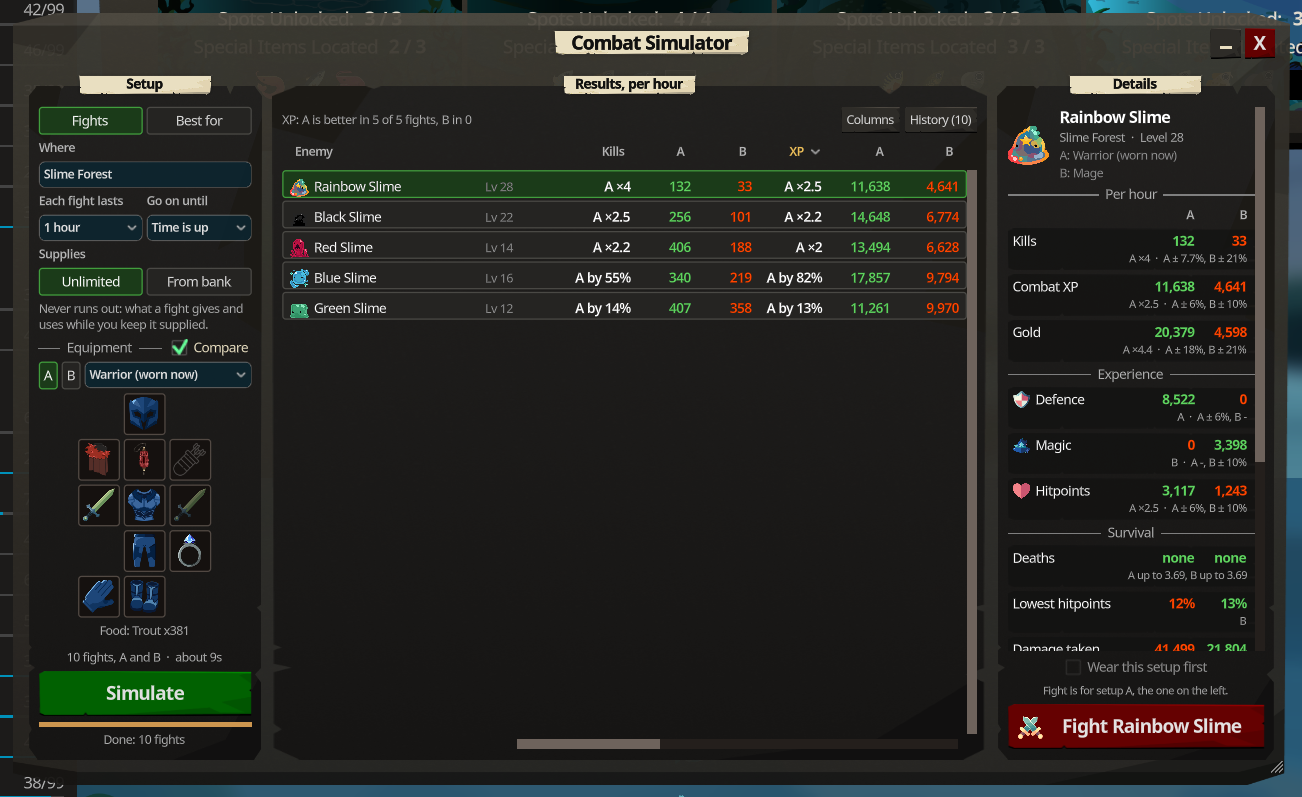 42/99
Spots Unlocked: 3 / 3
Spots Unlocked: 4 / 4
Spots Unlocked: 3 / 3
Spots Unlocked: 3
Special Items Located 2 / 3
Special Items Located 3 / 3
Combat Simulator
X
Setup
Fights
Best for
Where
Slime Forest
Each fight lasts
Go on until
1 hour
Time is up
Supplies
Unlimited
From bank
Never runs out: what a fight gives and
uses while you keep it supplied.
Equipment
Compare
A
B
Warrior (worn now)
Food: Trout x381
10 fights, A and B · about 9s
Simulate
Done: 10 fights
38/99
Results, per hour
XP: A is better in 5 of 5 fights, B in 0
Columns
History (10)
Enemy Kills A B XP A B
Rainbow Slime Lv 28 A ×4 132 33 A ×2.5 11,638 4,641
Black Slime Lv 22 A ×2.5 256 101 A ×2.2 14,648 6,774
Red Slime Lv 14 A ×2.2 406 188 A ×2 13,494 6,628
Blue Slime Lv 16 A by 55% 340 219 A by 82% 17,857 9,794
Green Slime Lv 12 A by 14% 407 358 A by 13% 11,261 9,970
Details
Rainbow Slime
Slime Forest · Level 28
A: Warrior (worn now)
B: Mage
Per hour
A B
Kills 132 33
A ×4 · A ± 7.7%, B ± 21%
Combat XP 11,638 4,641
A ×2.5 · A ± 6%, B ± 10%
Gold 20,379 4,598
A ×4.4 · A ± 18%, B ± 21%
Experience
Defence 8,522 0
A · A ± 6%, B -
Magic 0 3,398
B · A -, B ± 10%
Hitpoints 3,117 1,243
A ×2.5 · A ± 6%, B ± 10%
Survival
Deaths none none
A up to 3.69, B up to 3.69
Lowest hitpoints 12% 13%
B
Damage taken 41,499 21,804
Wear this setup first
Fight is for setup A, the one on the left.
Fight Rainbow Slime